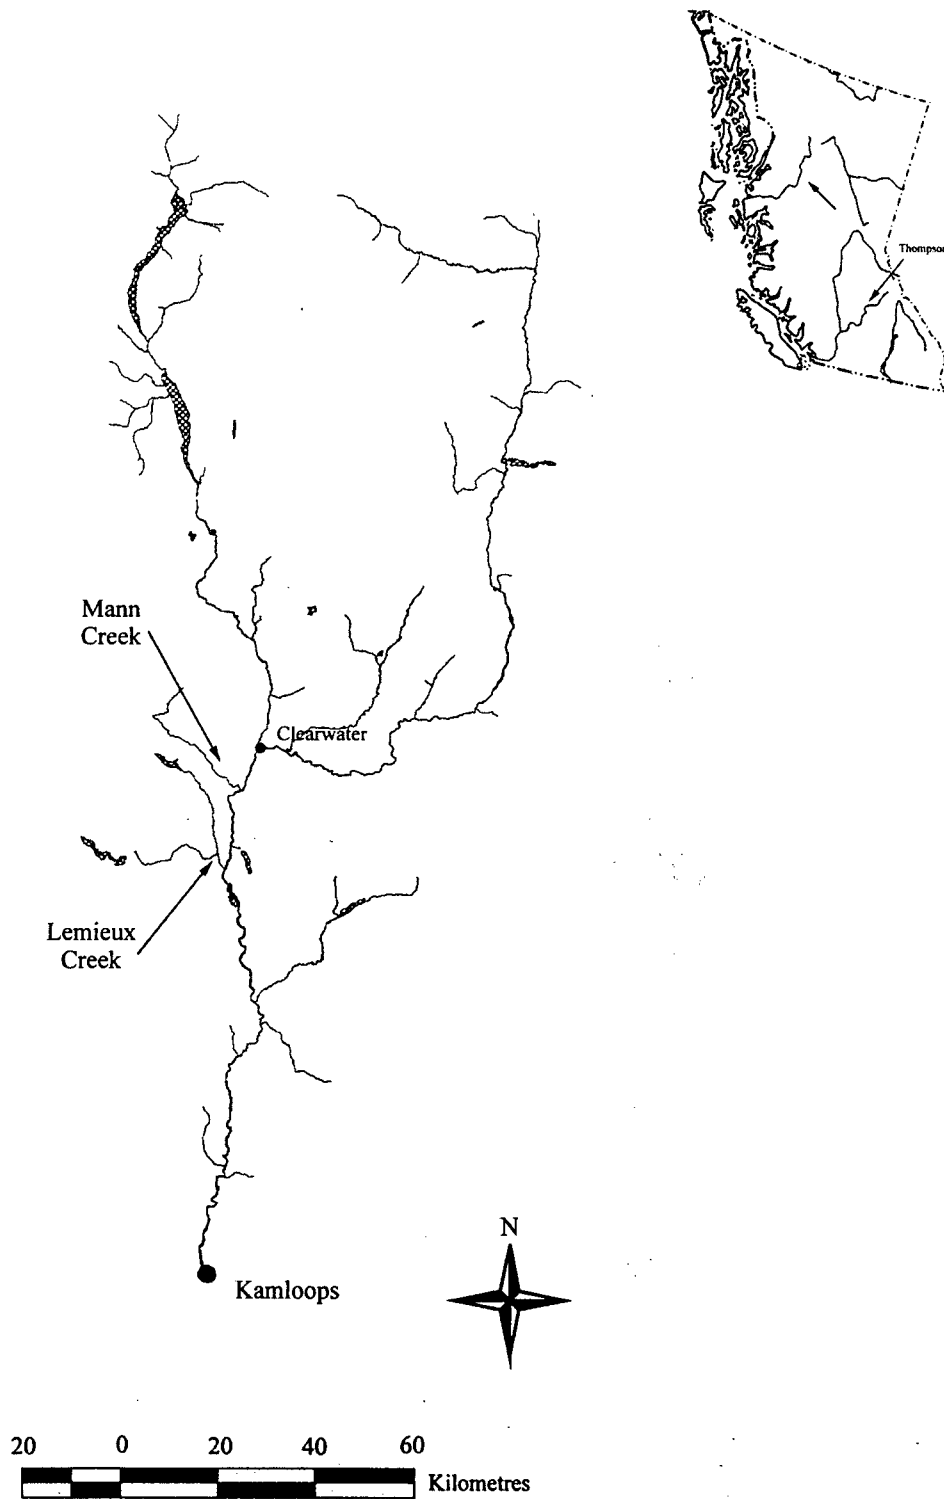 Thompson
Mann
Creek
Clearwater
Lemieux
Creek
N
Kamloops
20 0 20 40 60
Kilometres